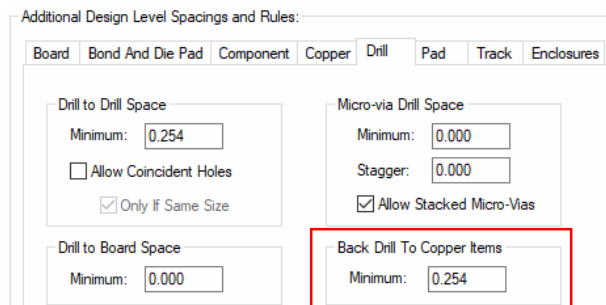 Additional Design Level Spacings and Rules:
Board Bond And Die Pad Component Copper Drill Pad Track Enclosures
Drill to Drill Space
Minimum: 0.254
Allow Coincident Holes
Only If Same Size
Micro-via Drill Space
Minimum: 0.000
Stagger: 0.000
Allow Stacked Micro-Vias
Drill to Board Space
Minimum: 0.000
Back Drill To Copper Items
Minimum: 0.254